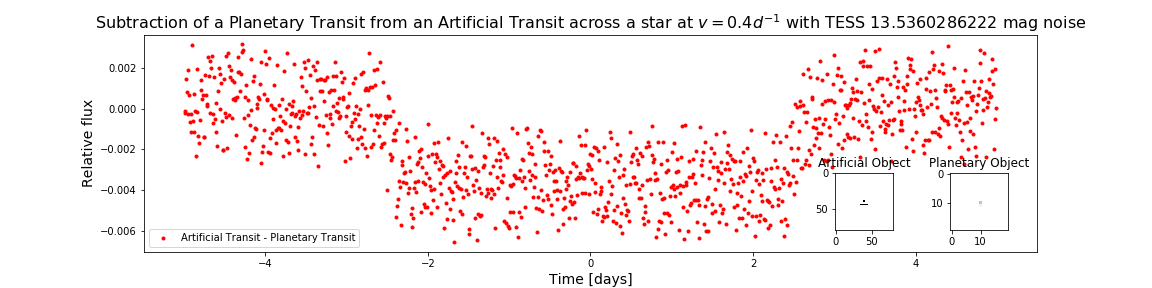 Subtraction of a Planetary Transit from an Artificial Transit across a star at v = 0.4d⁻¹ with TESS 13.5360286222 mag noise
Relative flux
0.002
0.000
−0.002
−0.004
−0.006
Artificial Transit - Planetary Transit
Artificial Object
0
50
0 50
Planetary Object
0
10
0 10
−4 −2 0 2 4
Time [days]